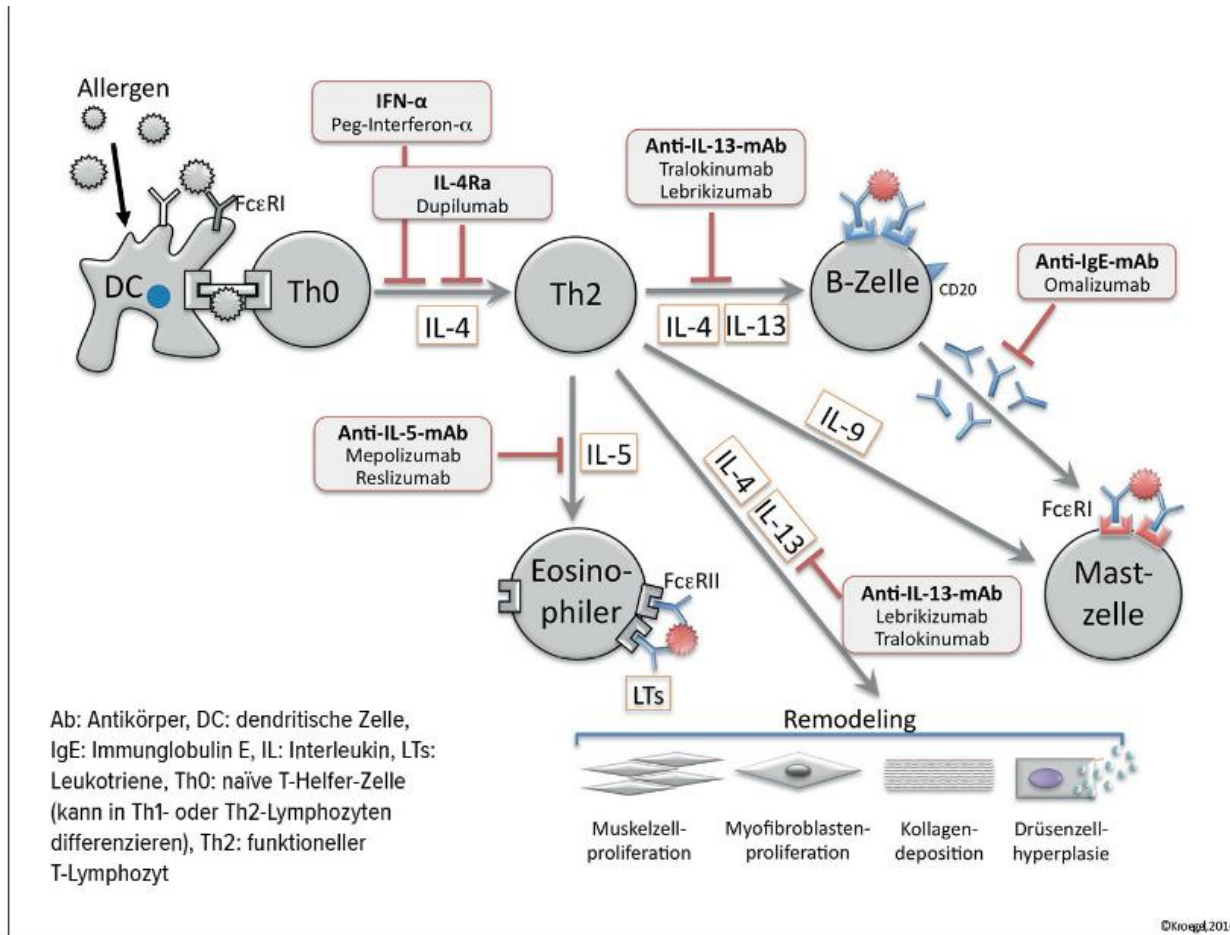 Allergen
IFN-α
Peg-Interferon-α
IL-4Ra
Dupilumab
Anti-IL-13-mAb
Tralokinumab
Lebrikizumab
FcεRI
DC
Th0
IL-4
Th2
IL-4
IL-13
B-Zelle
CD20
Anti-IgE-mAb
Omalizumab
Anti-IL-5-mAb
Mepolizumab
Reslizumab
IL-5
IL-9
IL-4
IL-13
FcεRI
Mast-
zelle
Eosino-
philer
FcεRII
LTs
Anti-IL-13-mAb
Lebrikizumab
Tralokinumab
Remodeling
Muskelzell-
proliferation
Myofibroblasten-
proliferation
Kollagen-
deposition
Drüsenzell-
hyperplasie
Ab: Antikörper, DC: dendritische Zelle,
IgE: Immunglobulin E, IL: Interleukin, LTs:
Leukotriene, Th0: naïve T-Helfer-Zelle
(kann in Th1- oder Th2-Lymphozyten
differenzieren), Th2: funktioneller
T-Lymphozyt
©Kroegel,